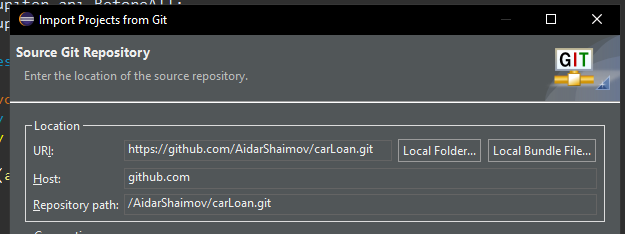 Import Projects from Git
Source Git Repository
Enter the location of the source repository.
GIT
Location
URI: https://github.com/AidarShaimov/carLoan.git Local Folder... Local Bundle File...
Host: github.com
Repository path: /AidarShaimov/carLoan.git